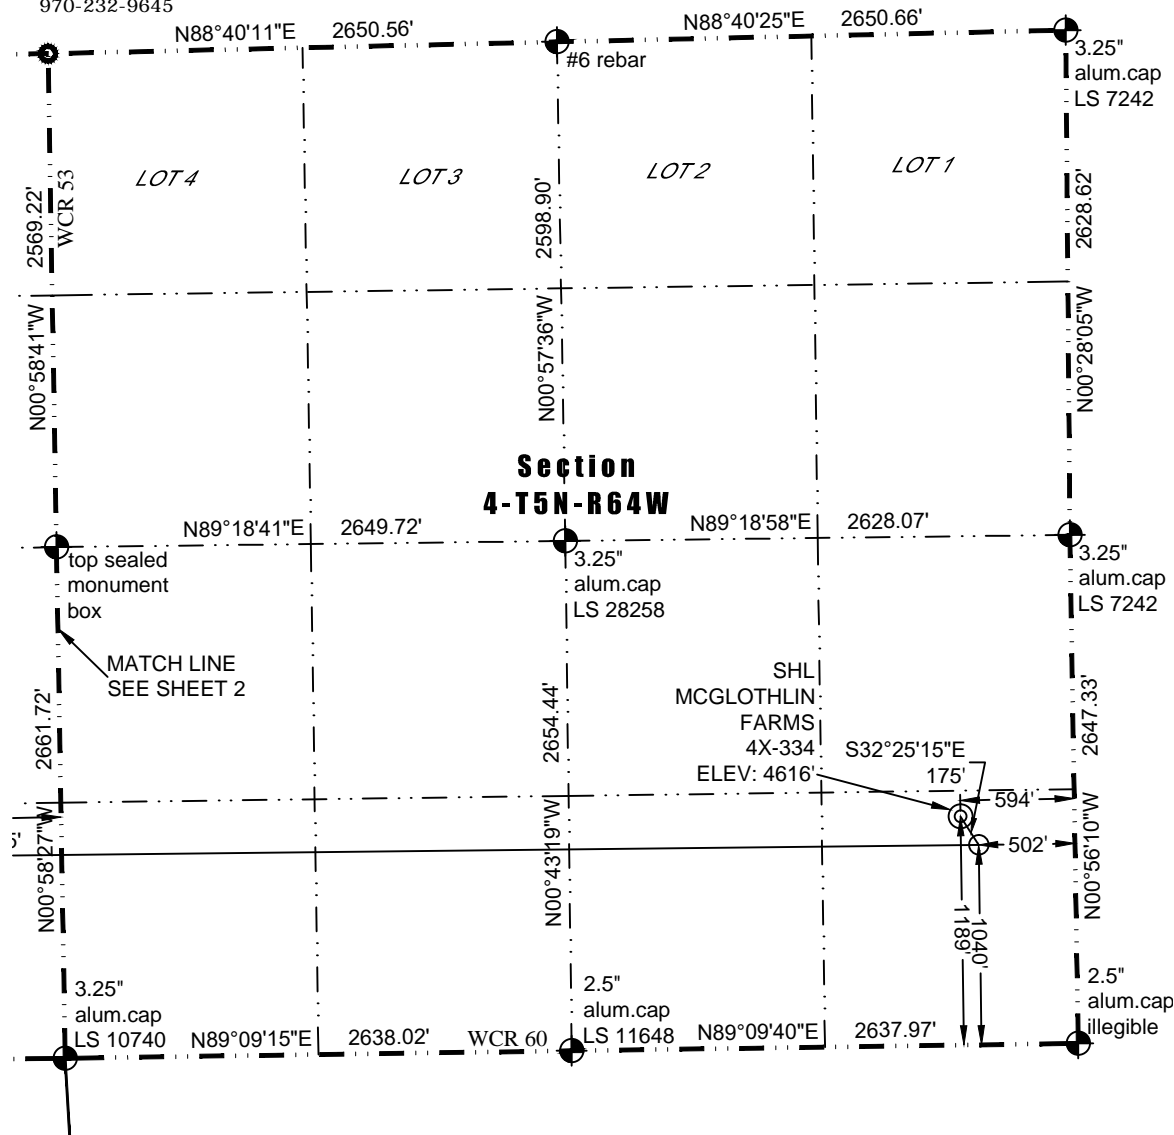 970-232-9645
N88°40'11"E 2650.56'
N88°40'25"E 2650.66'
#6 rebar
3.25"
alum.cap
LS 7242
LOT 4
LOT 3
LOT 2
LOT 1
2569.22'
WCR 53
2598.90'
2628.62'
N00°58'41"W
N00°57'36"W
N00°28'05"W
Section
4-T5N-R64W
N89°18'41"E 2649.72'
N89°18'58"E 2628.07'
top sealed
monument
box
3.25"
alum.cap
LS 28258
3.25"
alum.cap
LS 7242
MATCH LINE
SEE SHEET 2
SHL
MCGLOTHLIN
FARMS
4X-334
ELEV: 4616'
S32°25'15"E
175'
2661.72'
2654.44'
2647.33'
594'
502'
5'
N00°58'27"W
N00°43'19"W
N00°56'10"W
1189'
1040'
3.25"
alum.cap
LS 10740
2.5"
alum.cap
LS 11648
2.5"
alum.cap
illegible
N89°09'15"E 2638.02'
WCR 60
N89°09'40"E 2637.97'